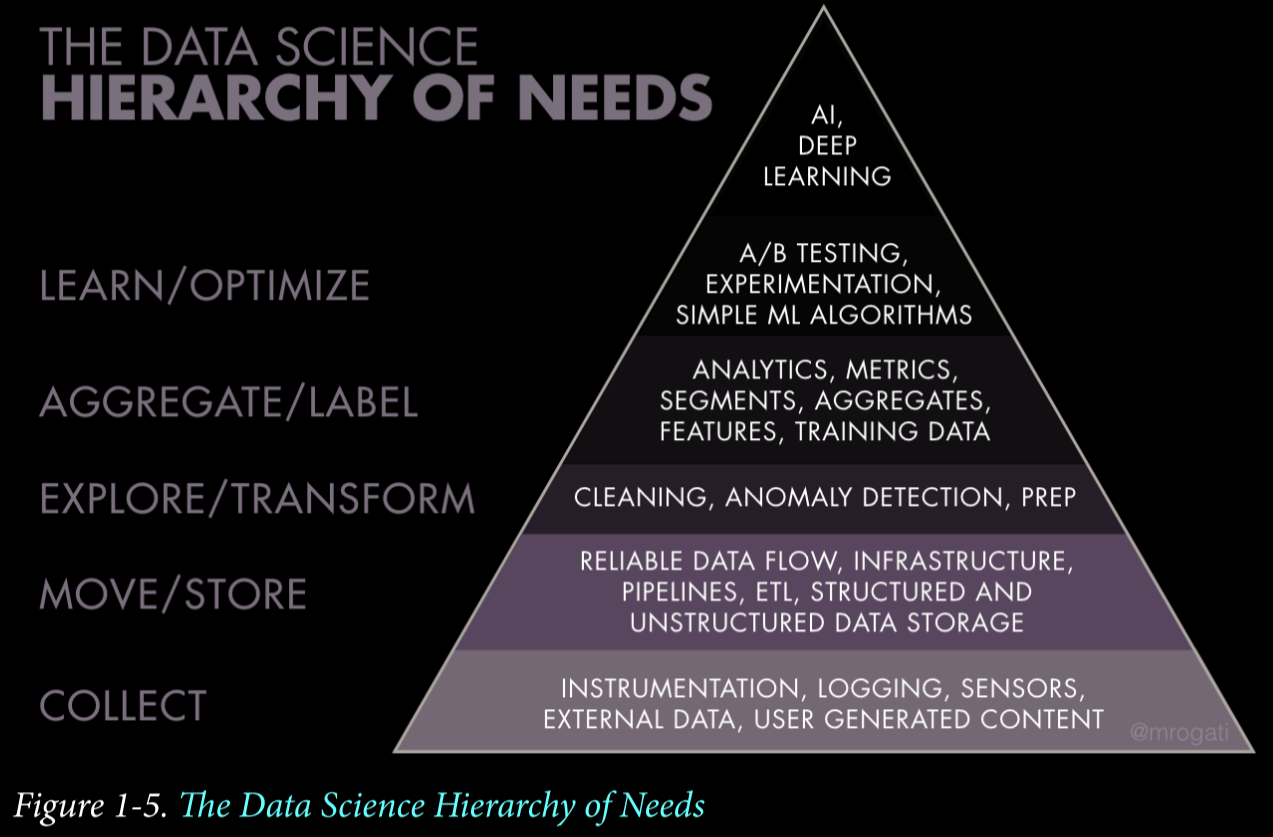 THE DATA SCIENCE
HIERARCHY OF NEEDS
AI,
DEEP
LEARNING
LEARN/OPTIMIZE
A/B TESTING,
EXPERIMENTATION,
SIMPLE ML ALGORITHMS
AGGREGATE/LABEL
ANALYTICS, METRICS,
SEGMENTS, AGGREGATES,
FEATURES, TRAINING DATA
EXPLORE/TRANSFORM
CLEANING, ANOMALY DETECTION, PREP
MOVE/STORE
RELIABLE DATA FLOW, INFRASTRUCTURE,
PIPELINES, ETL, STRUCTURED AND
UNSTRUCTURED DATA STORAGE
COLLECT
INSTRUMENTATION, LOGGING, SENSORS,
EXTERNAL DATA, USER GENERATED CONTENT
@mrogati
Figure 1-5. The Data Science Hierarchy of Needs